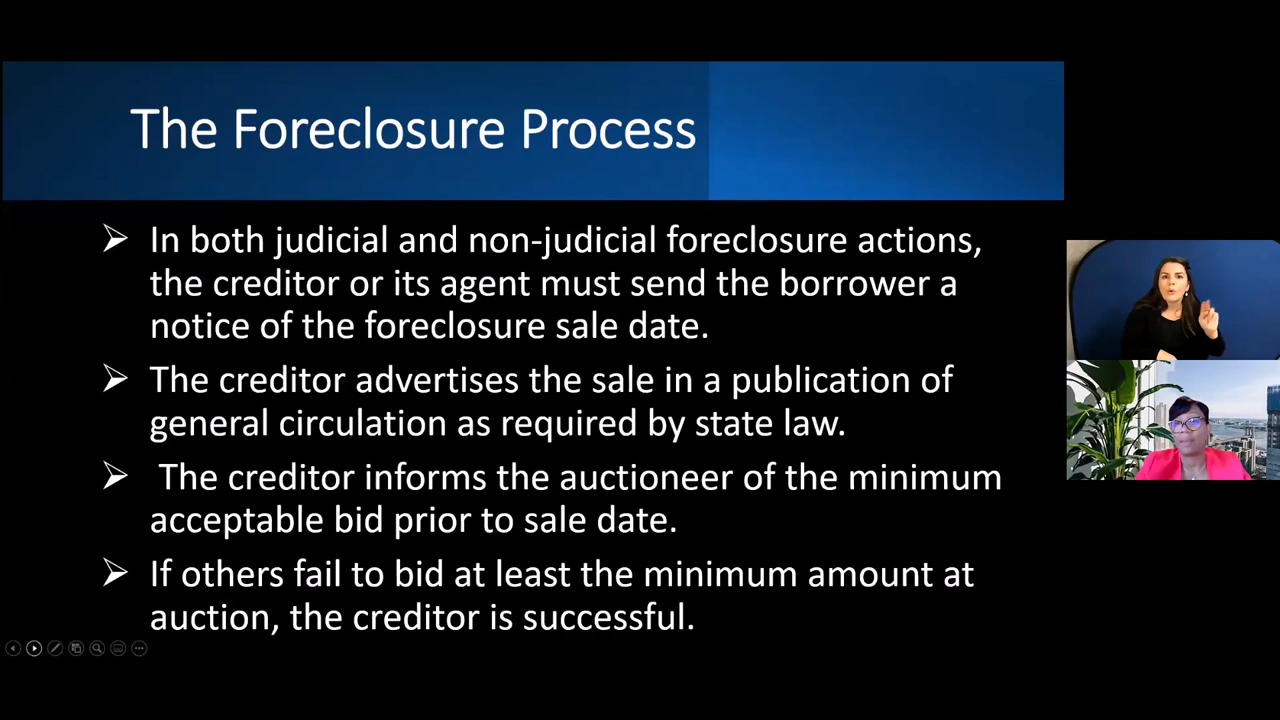 The Foreclosure Process
In both judicial and non-judicial foreclosure actions,
the creditor or its agent must send the borrower a
notice of the foreclosure sale date.
The creditor advertises the sale in a publication of
general circulation as required by state law.
The creditor informs the auctioneer of the minimum
acceptable bid prior to sale date.
If others fail to bid at least the minimum amount at
auction, the creditor is successful.